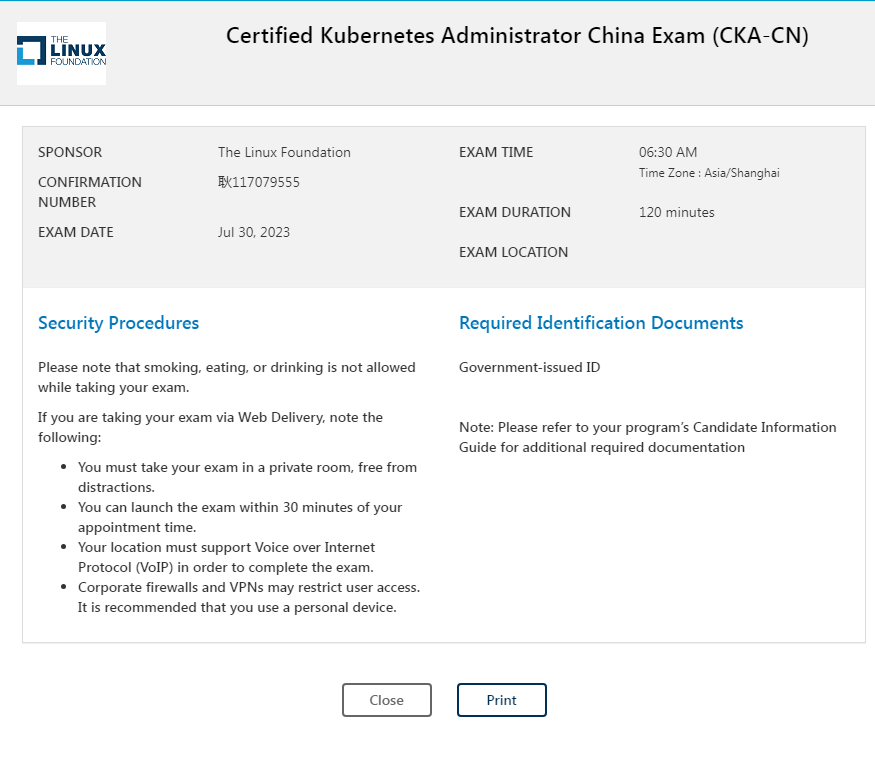 THE
LINUX
FOUNDATION
Certified Kubernetes Administrator China Exam (CKA-CN)
SPONSOR
The Linux Foundation
CONFIRMATION
NUMBER
耿117079555
EXAM DATE
Jul 30, 2023
EXAM TIME
06:30 AM
Time Zone : Asia/Shanghai
EXAM DURATION
120 minutes
EXAM LOCATION
Security Procedures
Please note that smoking, eating, or drinking is not allowed
while taking your exam.
If you are taking your exam via Web Delivery, note the
following:
• You must take your exam in a private room, free from
distractions.
• You can launch the exam within 30 minutes of your
appointment time.
• Your location must support Voice over Internet
Protocol (VoIP) in order to complete the exam.
• Corporate firewalls and VPNs may restrict user access.
It is recommended that you use a personal device.
Required Identification Documents
Government-issued ID
Note: Please refer to your program's Candidate Information
Guide for additional required documentation
Close
Print